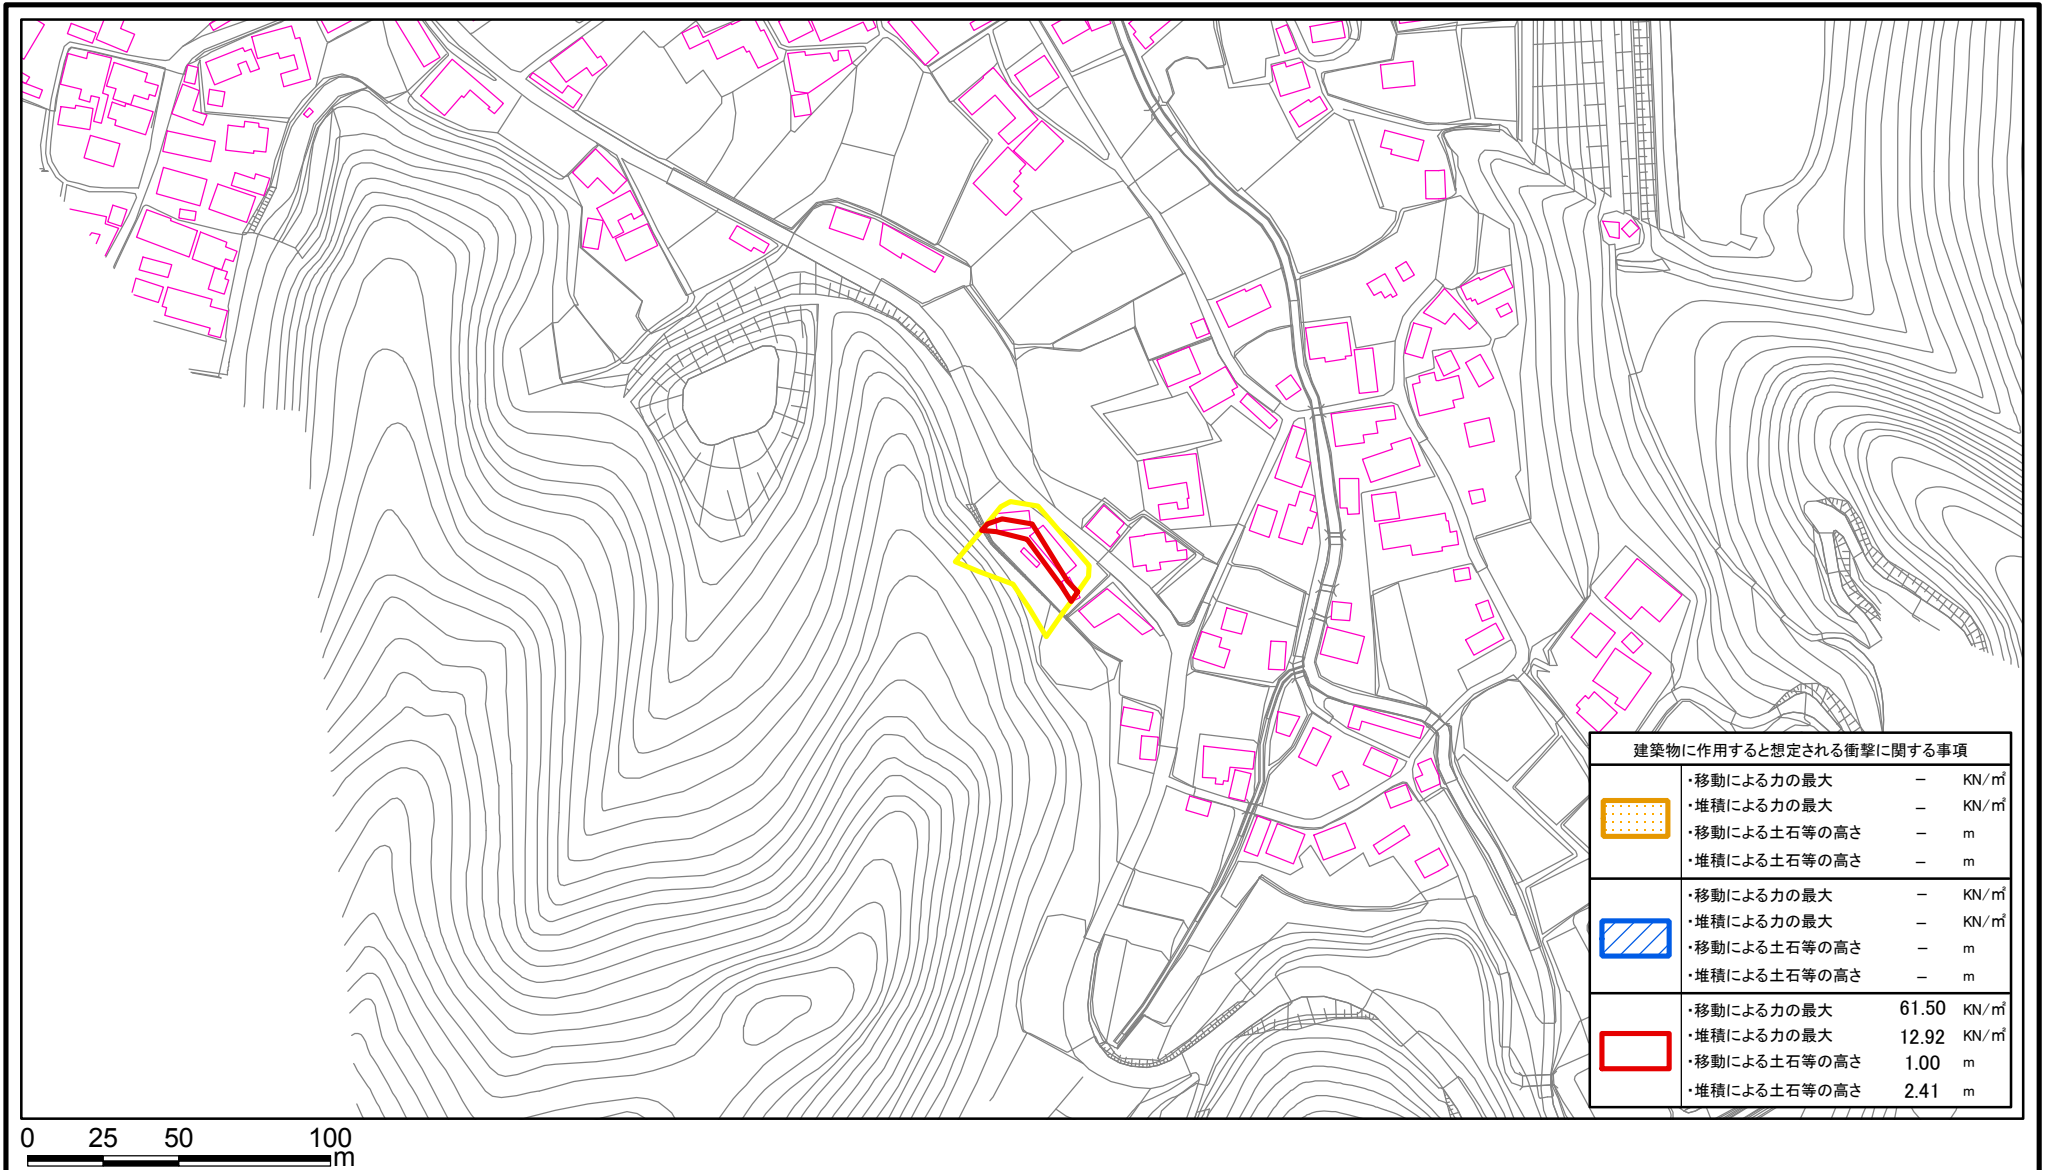 建築物に作用すると想定される衝撃に関する事項
・移動による力の最大 － KN/㎡
・堆積による力の最大 － KN/㎡
・移動による土石等の高さ － m
・堆積による土石等の高さ － m
・移動による力の最大 － KN/㎡
・堆積による力の最大 － KN/㎡
・移動による土石等の高さ － m
・堆積による土石等の高さ － m
・移動による力の最大 61.50 KN/㎡
・堆積による力の最大 12.92 KN/㎡
・移動による土石等の高さ 1.00 m
・堆積による土石等の高さ 2.41 m
0 25 50 100
m